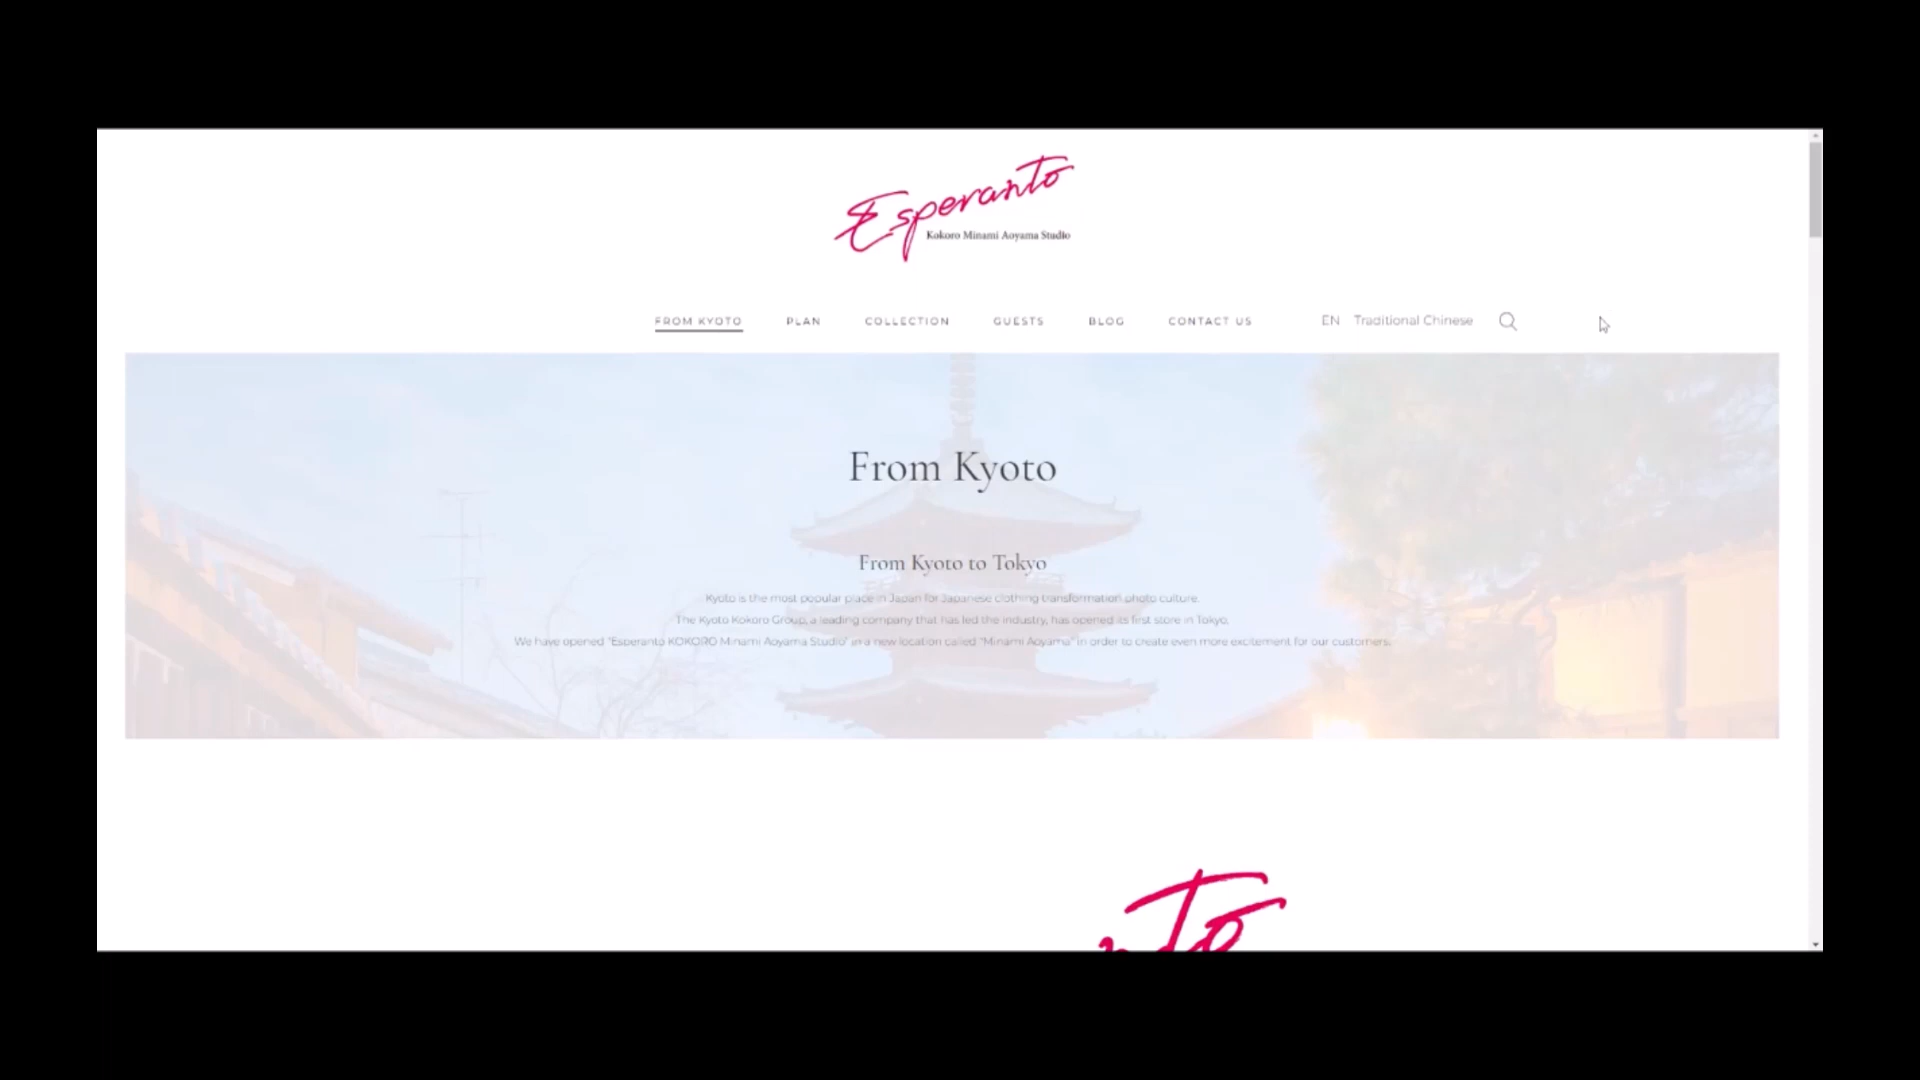 Esperanto
Kokoro Minami Aoyama Studio
FROM KYOTO PLAN COLLECTION GUESTS BLOG CONTACT US EN Traditional Chinese
From Kyoto
From Kyoto to Tokyo
Kyoto is the most popular place in Japan for Japanese clothing transformation photo culture.
The Kyoto Kokoro Group, a leading company that has led the industry, has opened its first store in Tokyo.
We have opened "Esperanto KOKORO Minami Aoyama Studio" in a new location called "Minami Aoyama" in order to create even more excitement for our customers.
nTo